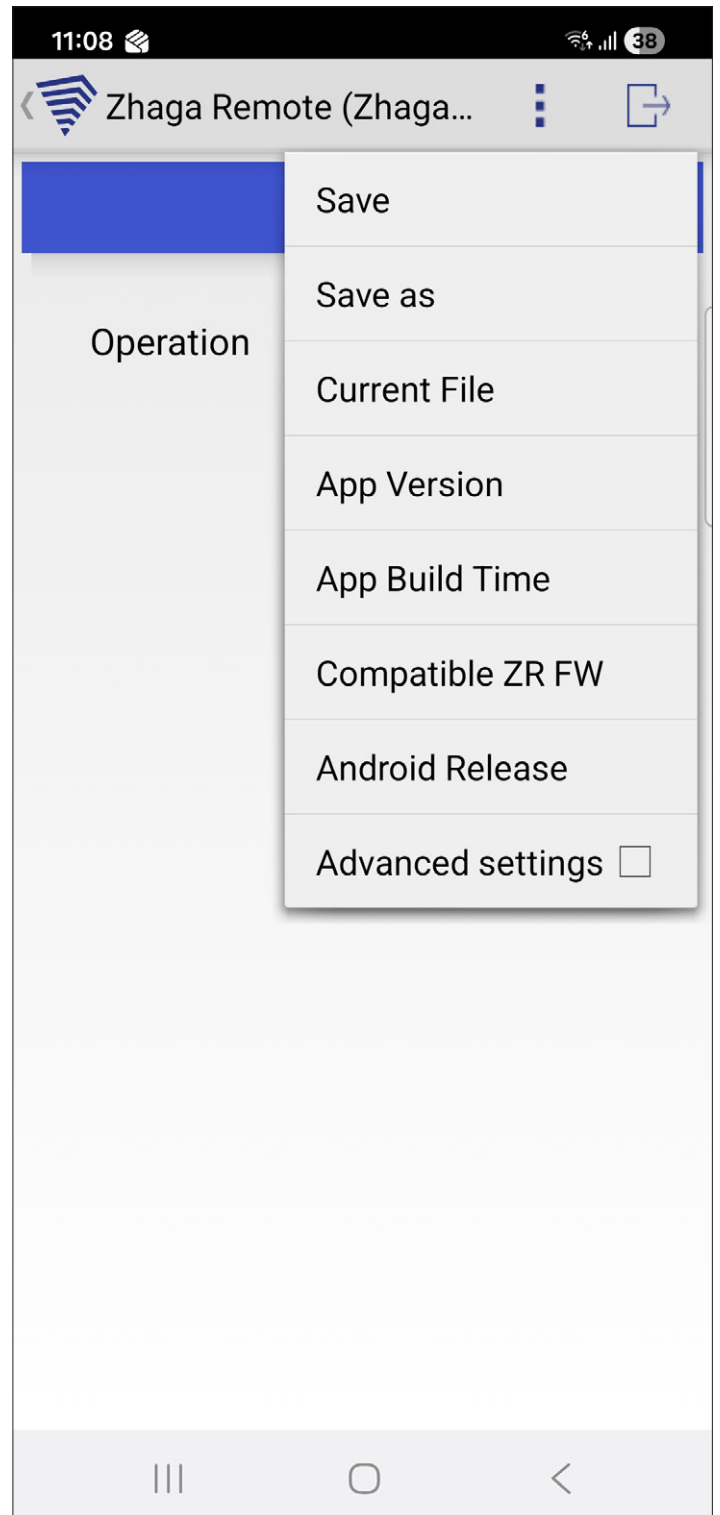 11:08
6
38
Zhaga Remote (Zhaga...
Save
Save as
Operation
Current File
App Version
App Build Time
Compatible ZR FW
Android Release
Advanced settings